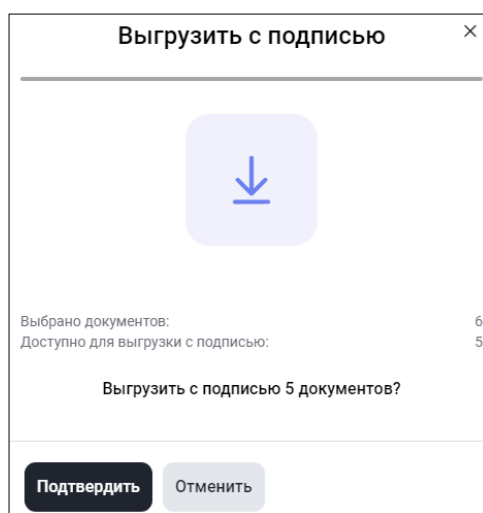 Выгрузить с подписью
Выбрано документов: 6
Доступно для выгрузки с подписью: 5
Выгрузить с подписью 5 документов?
Подтвердить Отменить